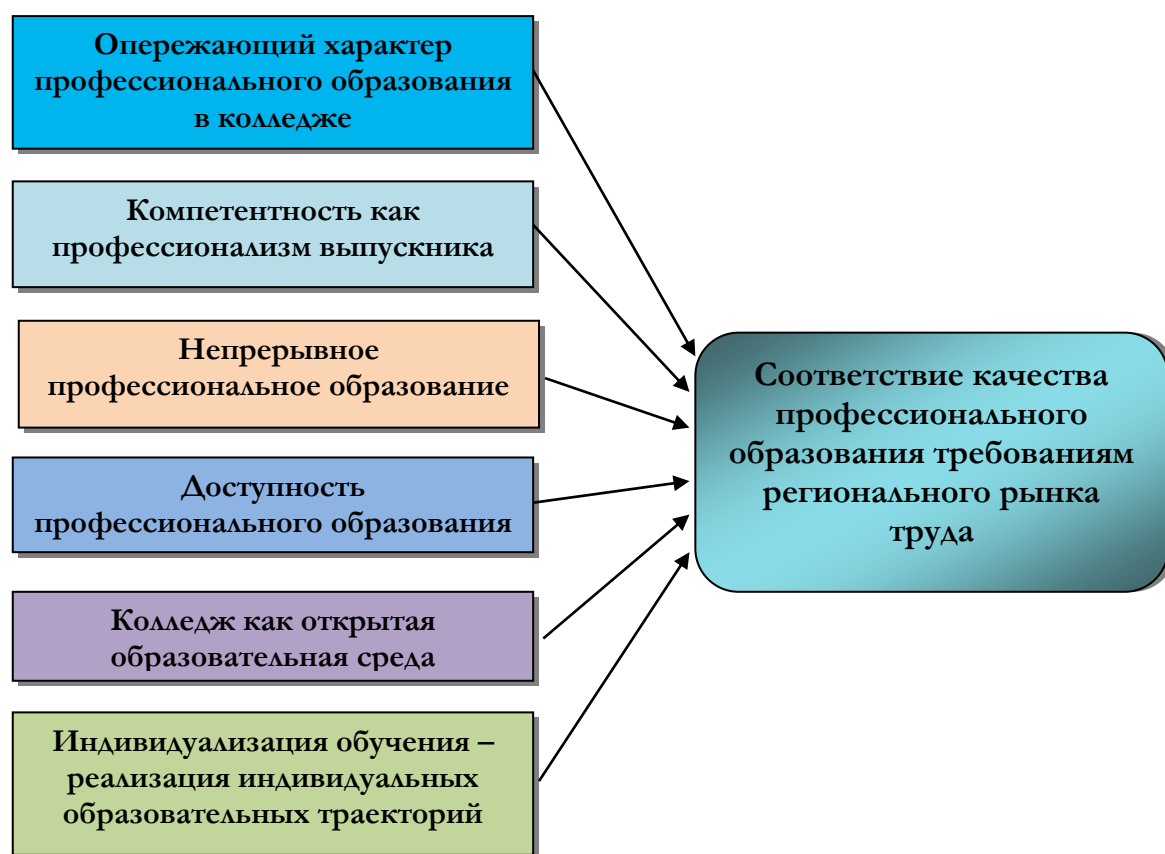 Опережающий характер
профессионального образования
в колледже
Компетентность как
профессионализм выпускника
Непрерывное
профессиональное образование
Доступность
профессионального образования
Колледж как открытая
образовательная среда
Индивидуализация обучения –
реализация индивидуальных
образовательных траекторий
Соответствие качества
профессионального
образования требованиям
регионального рынка
труда